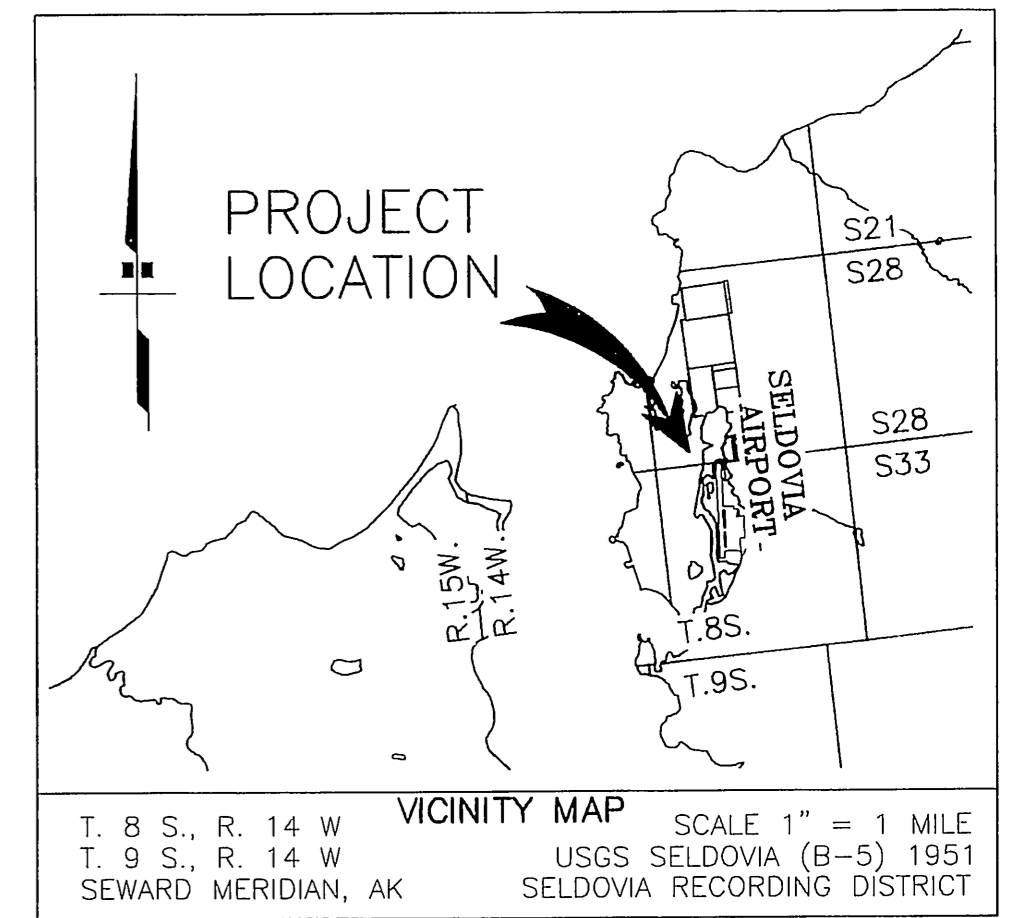 PROJECT
LOCATION
S21
S28
SELDOVIA
AIRPORT
S28
S33
R.15W.
R.14W.
T.8S.
T.9S.
VICINITY MAP
T. 8 S., R. 14 W
T. 9 S., R. 14 W
SEWARD MERIDIAN, AK
SCALE 1" = 1 MILE
USGS SELDOVIA (B-5) 1951
SELDOVIA RECORDING DISTRICT